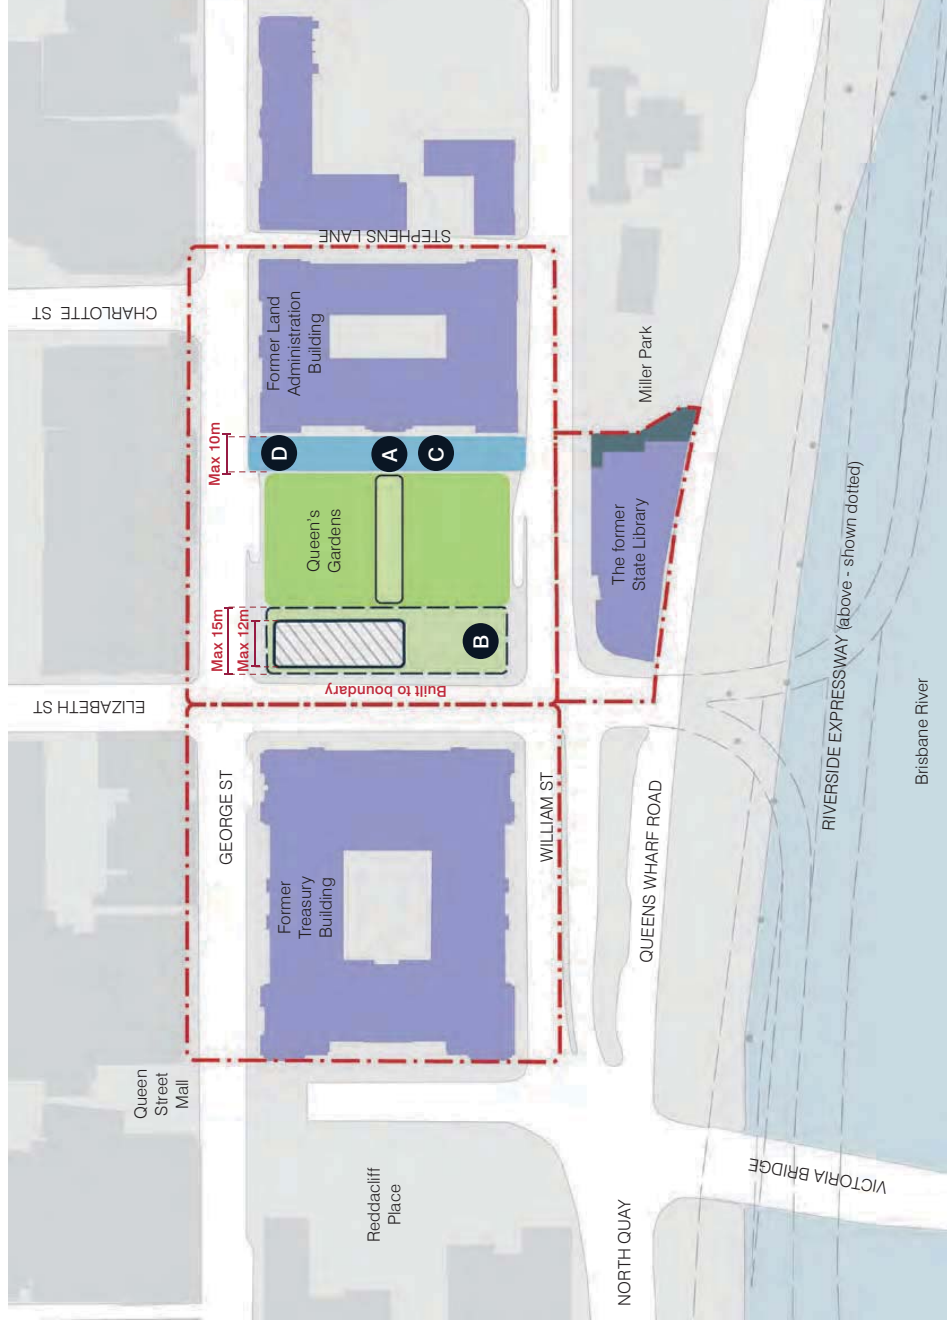 CHARLOTTE ST
STEPHENS LANE
Former Land
Administration
Building
Miller Park
Max 10m
D
A
C
Queen's
Gardens
The former
State Library
Max 15m
Max 12m
B
Built to boundary
ELIZABETH ST
GEORGE ST
WILLIAM ST
QUEENS WHARF ROAD
RIVERSIDE EXPRESSWAY (above - shown dotted)
Brisbane River
Former
Treasury
Building
Queen
Street
Mall
Reddacliff
Place
NORTH QUAY
VICTORIA BRIDGE